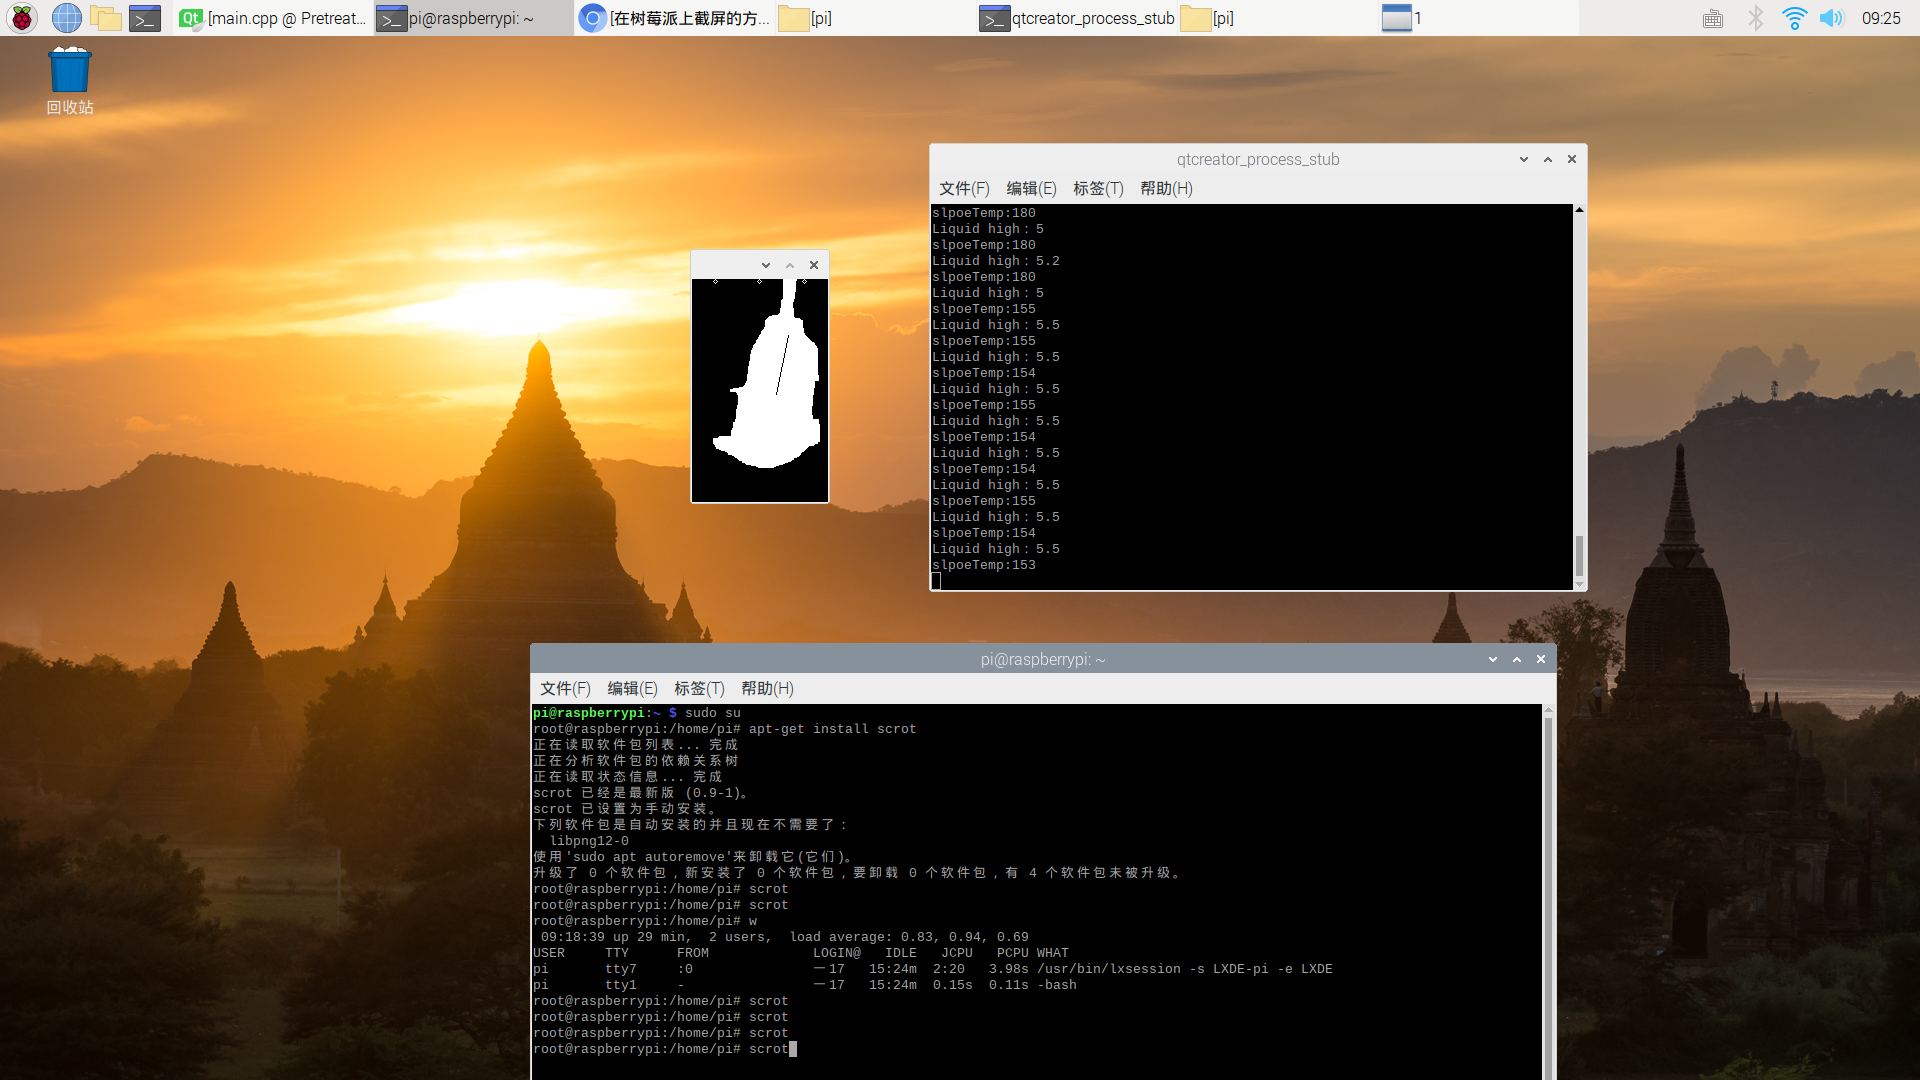 [main.cpp @ Pretreat...
pi@raspberrypi: ~
[在树莓派上截屏的方...
[pi]
qtcreator_process_stub
[pi]
1
09:25
回收站
qtcreator_process_stub
文件(F) 编辑(E) 标签(T) 帮助(H)
slpoeTemp:180
Liquid high：5
slpoeTemp:180
Liquid high：5.2
slpoeTemp:180
Liquid high：5
slpoeTemp:155
Liquid high：5.5
slpoeTemp:155
Liquid high：5.5
slpoeTemp:154
Liquid high：5.5
slpoeTemp:155
Liquid high：5.5
slpoeTemp:154
Liquid high：5.5
slpoeTemp:154
Liquid high：5.5
slpoeTemp:155
Liquid high：5.5
slpoeTemp:154
Liquid high：5.5
slpoeTemp:153
pi@raspberrypi: ~
文件(F) 编辑(E) 标签(T) 帮助(H)
pi@raspberrypi:~ $ sudo su
root@raspberrypi:/home/pi# apt-get install scrot
正在读取软件包列表... 完成
正在分析软件包的依赖关系树
正在读取状态信息... 完成
scrot 已经是最新版 (0.9-1)。
scrot 已设置为手动安装。
下列软件包是自动安装的并且现在不需要了：
  libpng12-0
使用'sudo apt autoremove'来卸载它(它们)。
升级了 0 个软件包，新安装了 0 个软件包，要卸载 0 个软件包，有 4 个软件包未被升级。
root@raspberrypi:/home/pi# scrot
root@raspberrypi:/home/pi# scrot
root@raspberrypi:/home/pi# w
 09:18:39 up 29 min,  2 users,  load average: 0.83, 0.94, 0.69
USER     TTY      FROM             LOGIN@   IDLE   JCPU   PCPU WHAT
pi       tty7     :0               一17   15:24m  2:20   3.98s /usr/bin/lxsession -s LXDE-pi -e LXDE
pi       tty1     -                一17   15:24m  0.15s  0.11s -bash
root@raspberrypi:/home/pi# scrot
root@raspberrypi:/home/pi# scrot
root@raspberrypi:/home/pi# scrot
root@raspberrypi:/home/pi# scrot